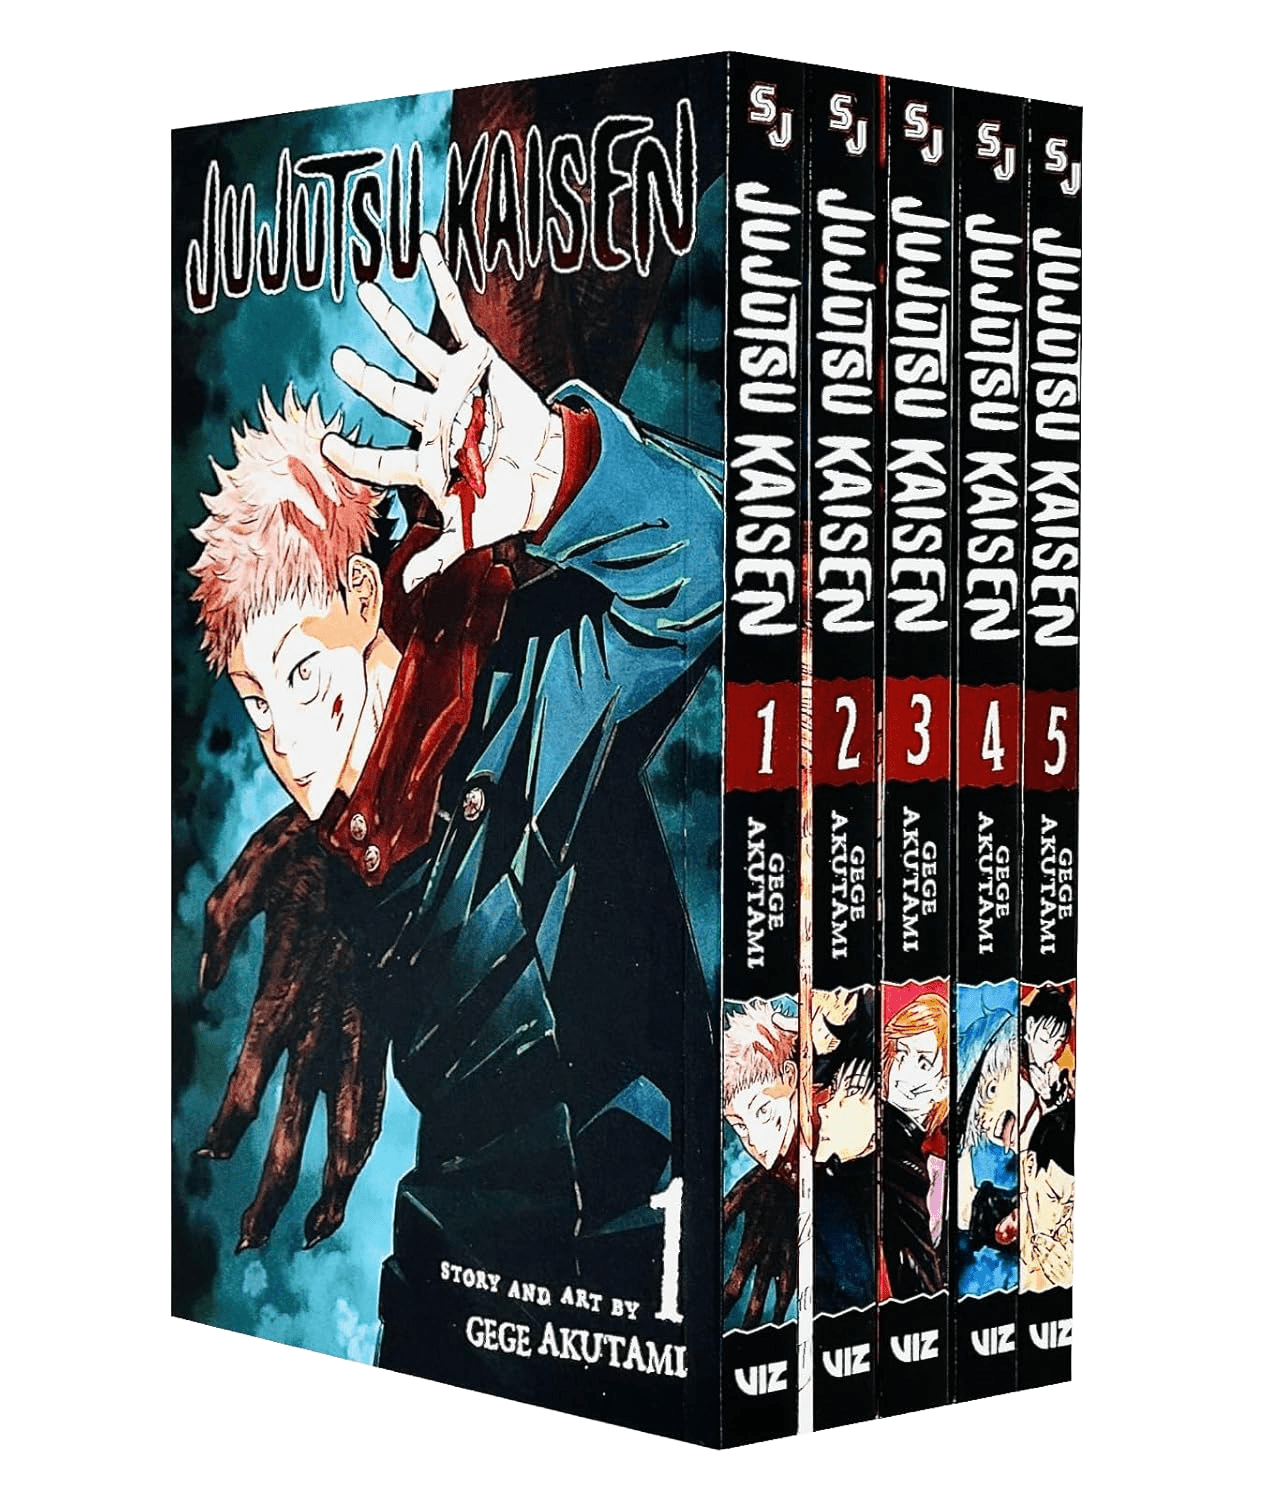 JUJUTSU KAISEN
1
STORY AND ART BY
GEGE AKUTAMI
SJ
JUJUTSU KAISEN
1
GEGE
AKUTAMI
VIZ
SJ
JUJUTSU KAISEN
2
GEGE
AKUTAMI
VIZ
SJ
JUJUTSU KAISEN
3
GEGE
AKUTAMI
VIZ
SJ
JUJUTSU KAISEN
4
GEGE
AKUTAMI
VIZ
SJ
JUJUTSU KAISEN
5
GEGE
AKUTAMI
VIZ